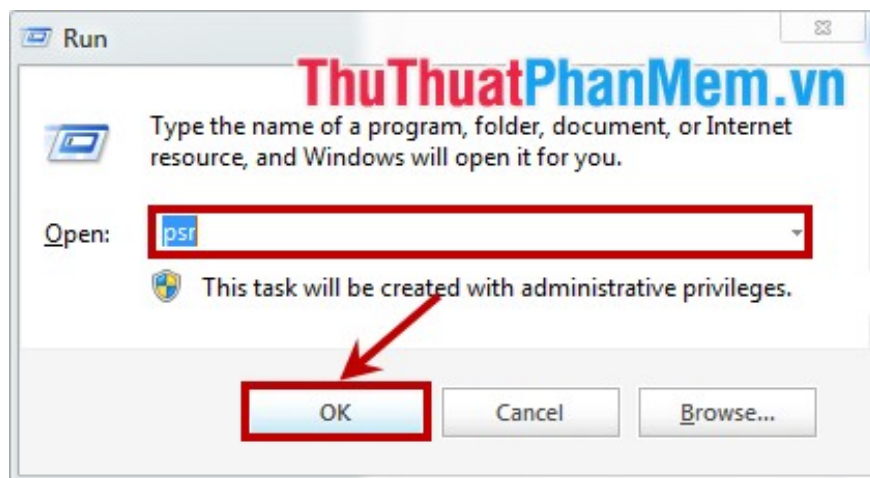 Run
ThuThuatPhanMem.vn
Type the name of a program, folder, document, or Internet
resource, and Windows will open it for you.
Open: psr
This task will be created with administrative privileges.
OK Cancel Browse...